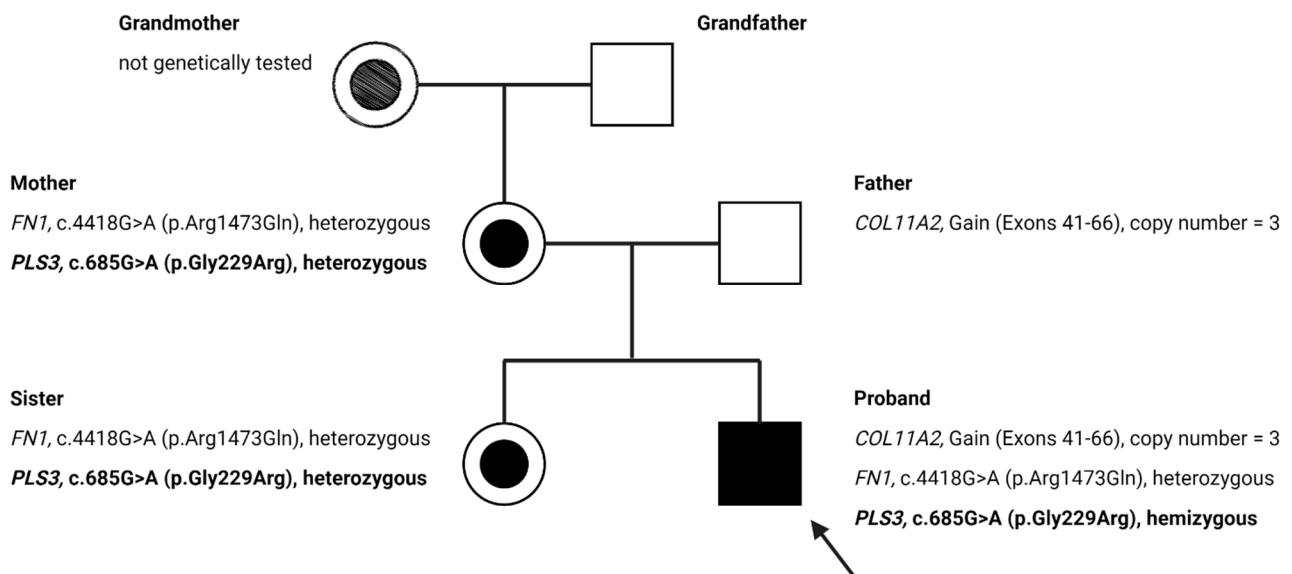 Grandmother
not genetically tested
Grandfather
Mother
FN1, c.4418G>A (p.Arg1473Gln), heterozygous
PLS3, c.685G>A (p.Gly229Arg), heterozygous
Father
COL11A2, Gain (Exons 41-66), copy number = 3
Sister
FN1, c.4418G>A (p.Arg1473Gln), heterozygous
PLS3, c.685G>A (p.Gly229Arg), heterozygous
Proband
COL11A2, Gain (Exons 41-66), copy number = 3
FN1, c.4418G>A (p.Arg1473Gln), heterozygous
PLS3, c.685G>A (p.Gly229Arg), hemizygous